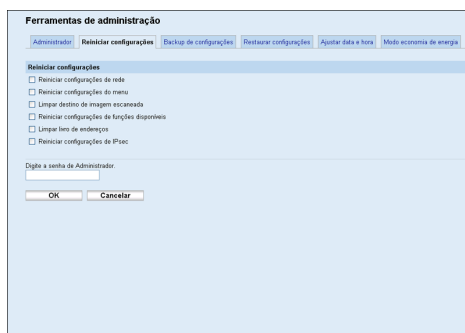 Ferramentas de administração
Administrador Reiniciar configurações Backup de configurações Restaurar configurações Ajustar data e hora Modo economia de energia
Reiniciar configurações
Reiniciar configurações de rede
Reiniciar configurações do menu
Limpar destino de imagem escaneada
Reiniciar configurações de funções disponíveis
Limpar livro de endereços
Reiniciar configurações de IPsec
Digite a senha de Administrador.
OK Cancelar